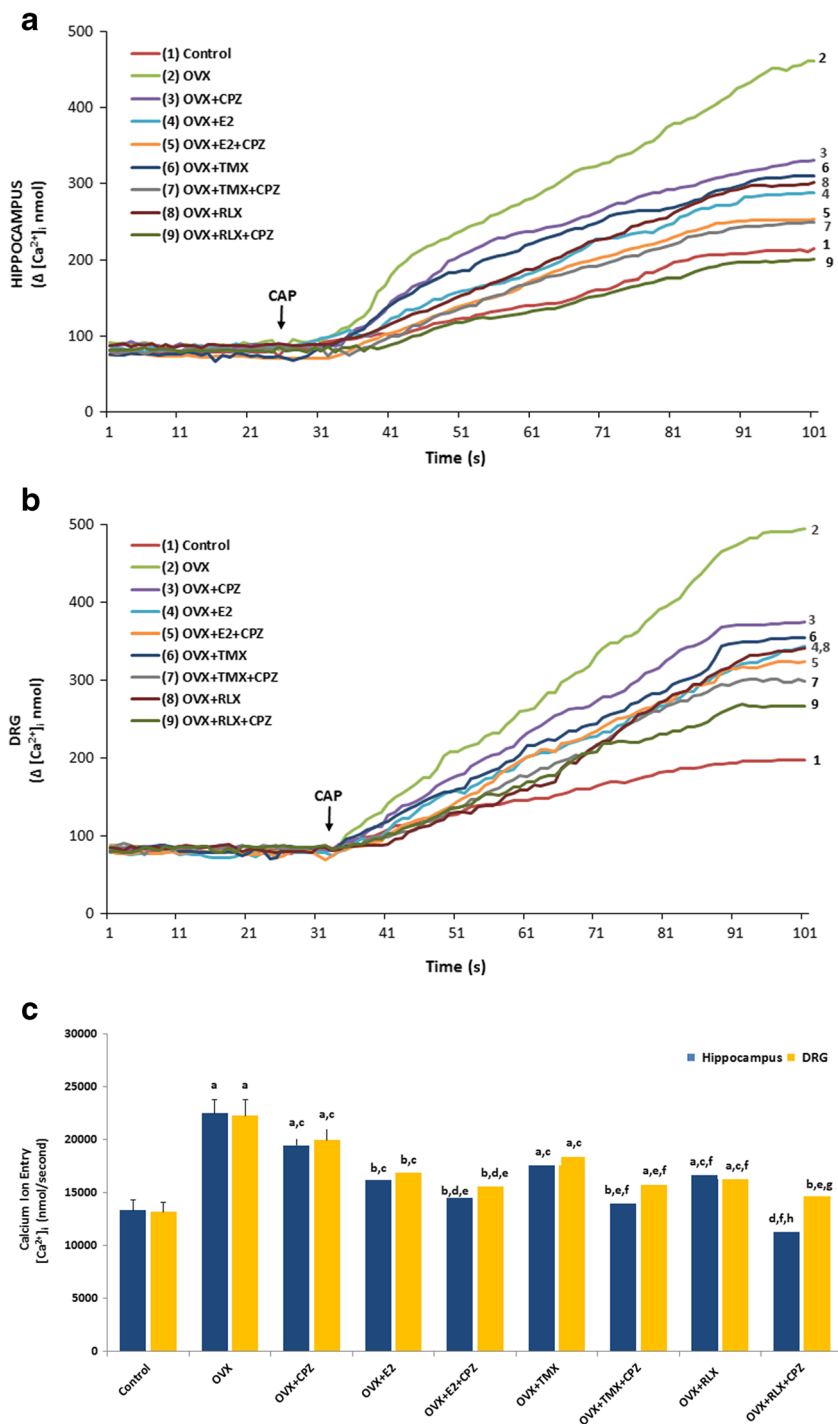 a
500
400
300
200
100
0
HIPPOCAMPUS
(Δ [Ca²⁺]ᵢ nmol)
(1) Control
(2) OVX
(3) OVX+CPZ
(4) OVX+E2
(5) OVX+E2+CPZ
(6) OVX+TMX
(7) OVX+TMX+CPZ
(8) OVX+RLX
(9) OVX+RLX+CPZ
CAP
2
3
6
8
4
5
7
1
9
1 11 21 31 41 51 61 71 81 91 101
Time (s)
b
500
400
300
200
100
0
DRG
(Δ [Ca²⁺]ᵢ nmol)
(1) Control
(2) OVX
(3) OVX+CPZ
(4) OVX+E2
(5) OVX+E2+CPZ
(6) OVX+TMX
(7) OVX+TMX+CPZ
(8) OVX+RLX
(9) OVX+RLX+CPZ
CAP
2
3
6
4,8
5
7
9
1
1 11 21 31 41 51 61 71 81 91 101
Time (s)
c
30000
25000
20000
15000
10000
5000
0
Calcium Ion Entry
[Ca²⁺]ᵢ (nmol/second)
Hippocampus DRG
a a
a,c a,c
b,c b,c
b,d,e b,d,e
a,c a,c
b,e,f a,e,f
a,c,f a,c,f
d,f,h b,e,g
Control
OVX
OVX+CPZ
OVX+E2
OVX+E2+CPZ
OVX+TMX
OVX+TMX+CPZ
OVX+RLX
OVX+RLX+CPZ